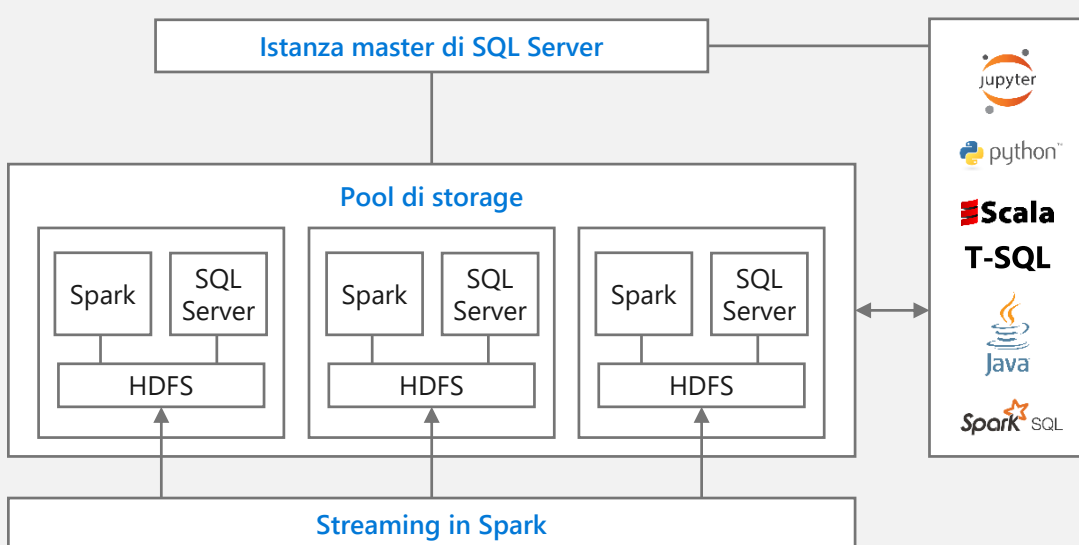 Istanza master di SQL Server
Pool di storage
Spark
SQL
Server
HDFS
Spark
SQL
Server
HDFS
Spark
SQL
Server
HDFS
Streaming in Spark
jupyter
python™
Scala
T-SQL
Java
Spark SQL